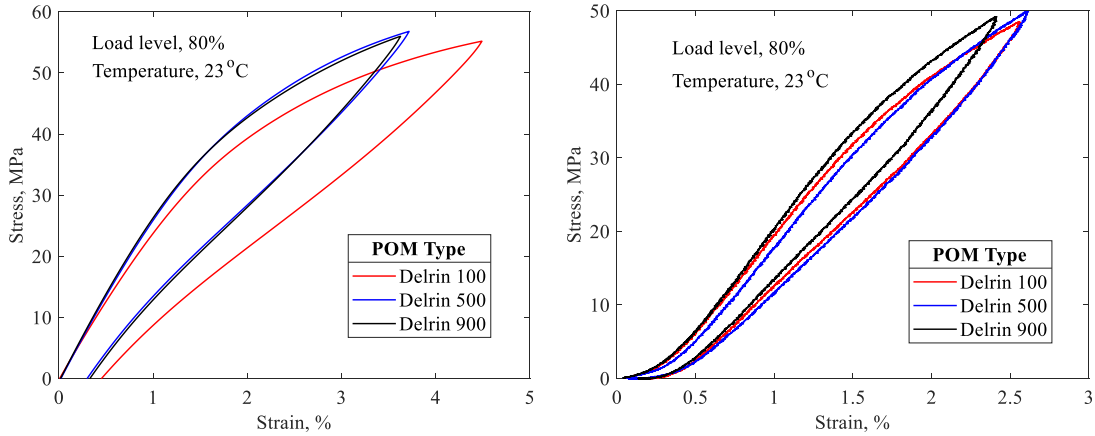 60
50
40
30
20
10
0
Stress, MPa
Load level, 80%
Temperature, 23°C
POM Type
Delrin 100
Delrin 500
Delrin 900
0 1 2 3 4 5
Strain, %
50
40
30
20
10
0
Stress, MPa
Load level, 80%
Temperature, 23°C
POM Type
Delrin 100
Delrin 500
Delrin 900
0 0.5 1 1.5 2 2.5 3
Strain, %